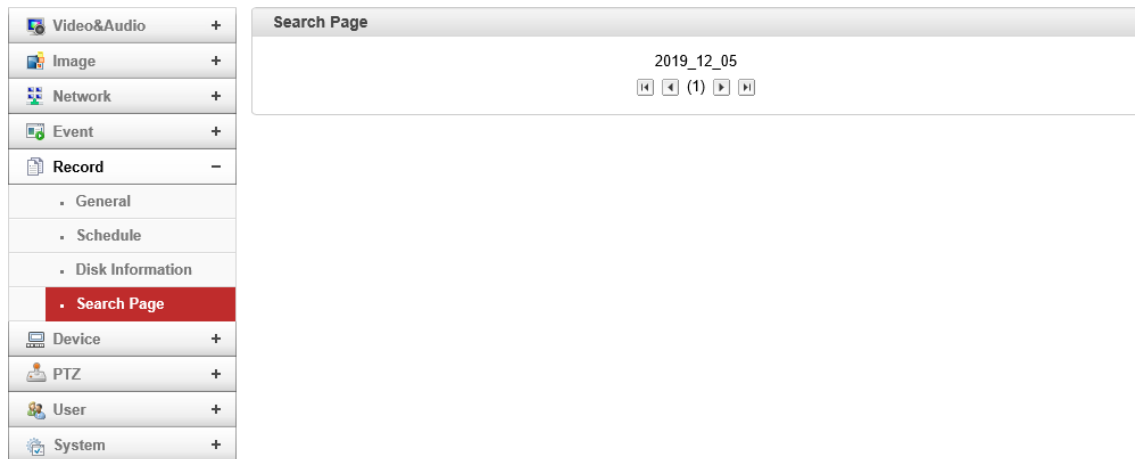 Video&Audio +
Image +
Network +
Event +
Record −
General
Schedule
Disk Information
Search Page
Device +
PTZ +
User +
System +
Search Page
2019_12_05
(1)